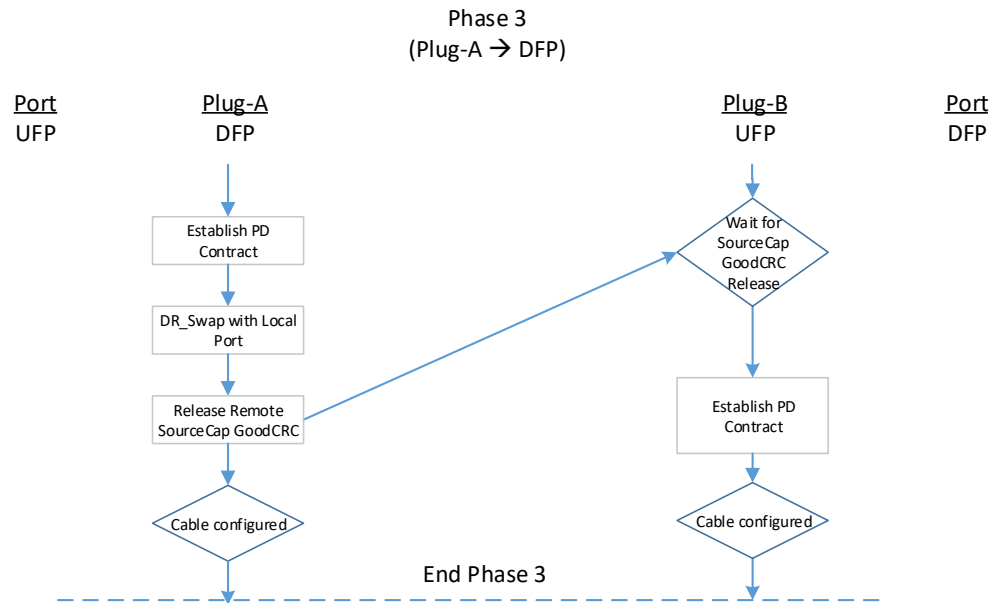 Phase 3
(Plug-A → DFP)
Port
UFP
Plug-A
DFP
Plug-B
UFP
Port
DFP
Establish PD
Contract
DR_Swap with Local
Port
Release Remote
SourceCap GoodCRC
Cable configured
Wait for
SourceCap
GoodCRC
Release
Establish PD
Contract
Cable configured
End Phase 3